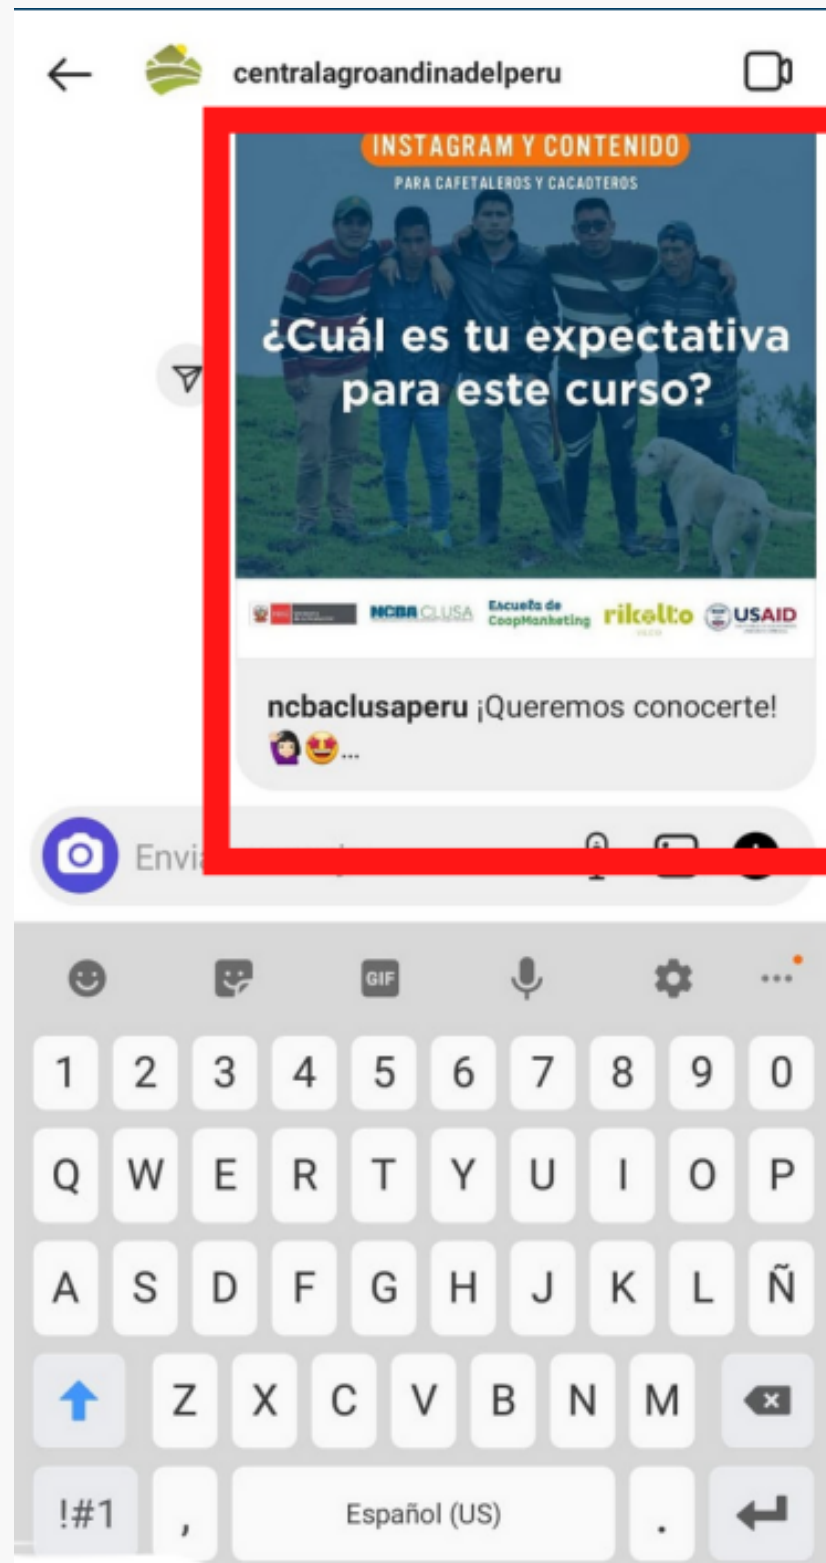 centralagroandinadelperu
INSTAGRAM Y CONTENIDO
PARA CAFETALEROS Y CACAOTEROS
¿Cuál es tu expectativa
para este curso?
NCBA CLUSA
Escuela de
CoopMarketing
rikolto
USAID
ncbaclusaperu ¡Queremos conocerte!
🙋🏻‍♀️🤩...
Envi
GIF
1 2 3 4 5 6 7 8 9 0
Q W E R T Y U I O P
A S D F G H J K L Ñ
Z X C V B N M
!#1 , Español (US) .